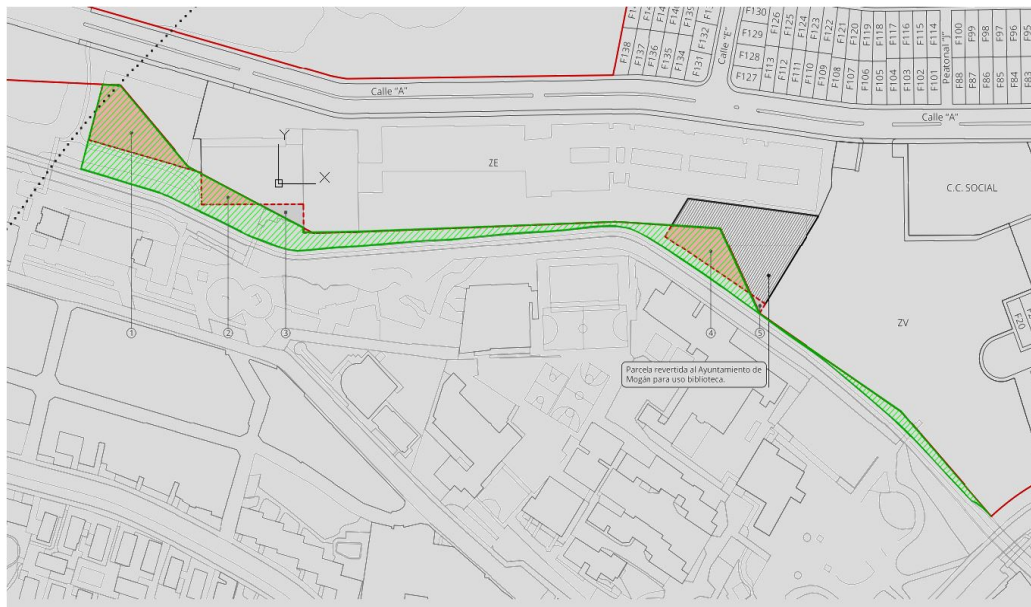 F138
F137
F136
F135
F134
F131
F132
Calle "E"
F130
F129
F128
F127
F126
F125
F124
F123
F122
F121
F120
F119
F118
F117
F116
F115
F114
F113
F112
F111
F110
F109
F108
F107
F106
F105
F104
F103
F102
F101
Peatonal "I"
F100
F99
F98
F97
F96
F95
F88
F87
F86
F85
F84
F83
Calle "A"
Calle "A"
Y
X
ZE
C.C. SOCIAL
ZV
F20
1
2
3
4
5
Parcela revertida al Ayuntamiento de
Mogán para uso biblioteca.